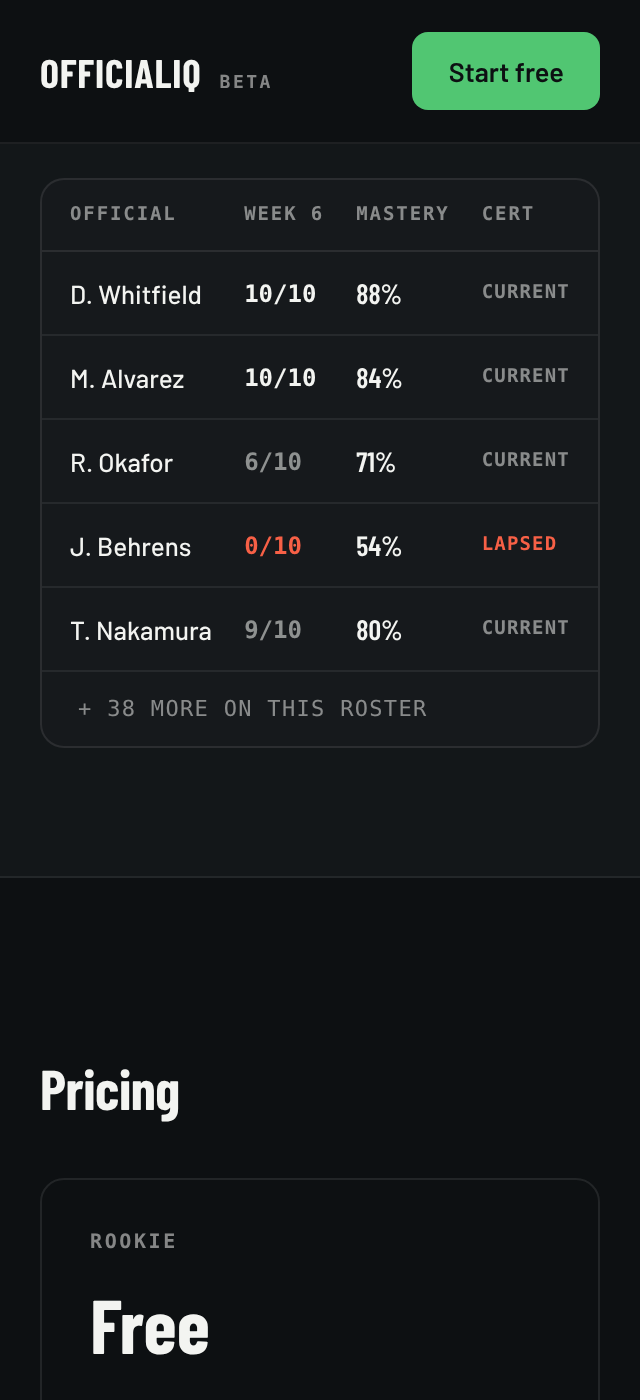 OFFICIALIQ BETA
Start free
OFFICIAL WEEK 6 MASTERY CERT
D. Whitfield 10/10 88% CURRENT
M. Alvarez 10/10 84% CURRENT
R. Okafor 6/10 71% CURRENT
J. Behrens 0/10 54% LAPSED
T. Nakamura 9/10 80% CURRENT
+ 38 MORE ON THIS ROSTER
Pricing
ROOKIE
Free